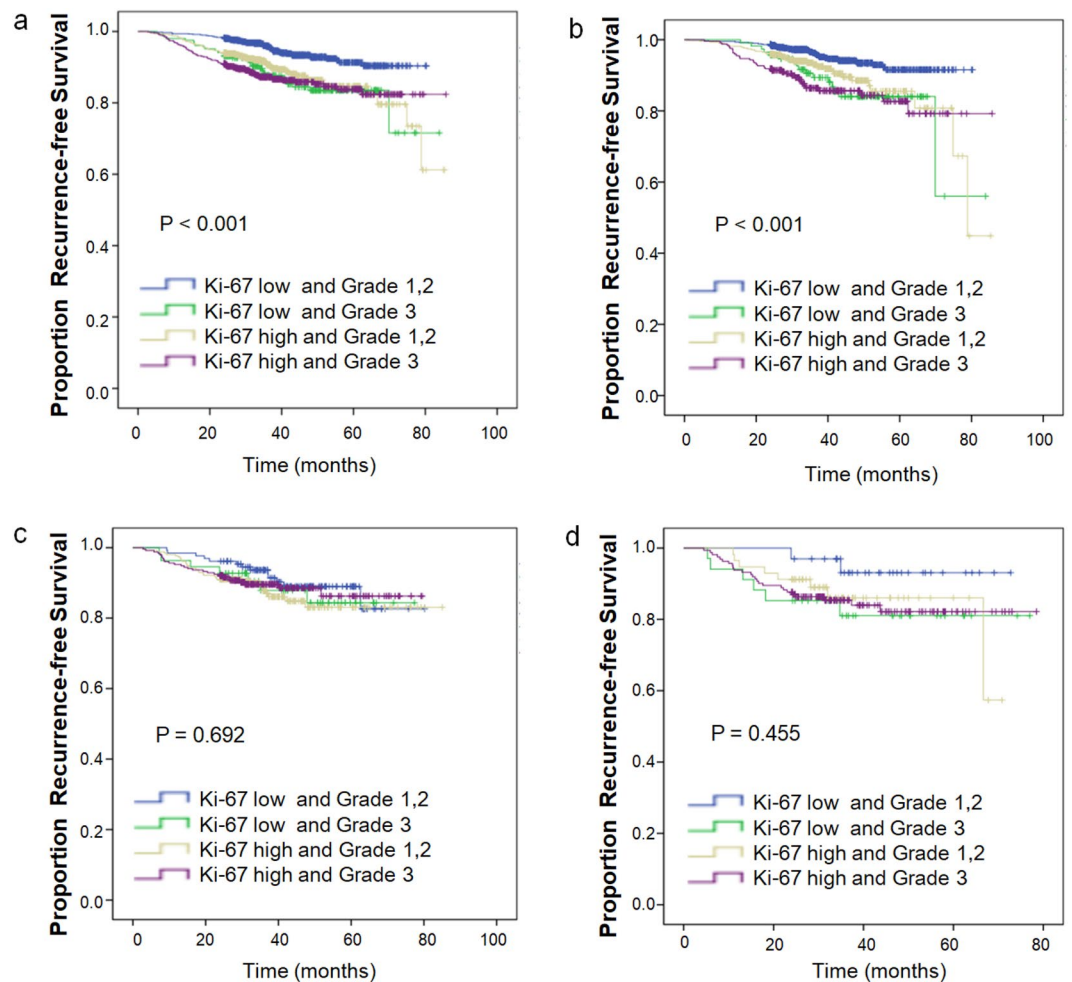 a
Proportion Recurrence-free Survival
1.0
0.8
0.6
0.4
0.2
0.0
P < 0.001
Ki-67 low and Grade 1,2
Ki-67 low and Grade 3
Ki-67 high and Grade 1,2
Ki-67 high and Grade 3
0 20 40 60 80 100
Time (months)
b
Proportion Recurrence-free Survival
1.0
0.8
0.6
0.4
0.2
0.0
P < 0.001
Ki-67 low and Grade 1,2
Ki-67 low and Grade 3
Ki-67 high and Grade 1,2
Ki-67 high and Grade 3
0 20 40 60 80 100
Time (months)
c
Proportion Recurrence-free Survival
1.0
0.8
0.6
0.4
0.2
0.0
P = 0.692
Ki-67 low and Grade 1,2
Ki-67 low and Grade 3
Ki-67 high and Grade 1,2
Ki-67 high and Grade 3
0 20 40 60 80 100
Time (months)
d
Proportion Recurrence-free Survival
1.0
0.8
0.6
0.4
0.2
0.0
P = 0.455
Ki-67 low and Grade 1,2
Ki-67 low and Grade 3
Ki-67 high and Grade 1,2
Ki-67 high and Grade 3
0 20 40 60 80
Time (months)